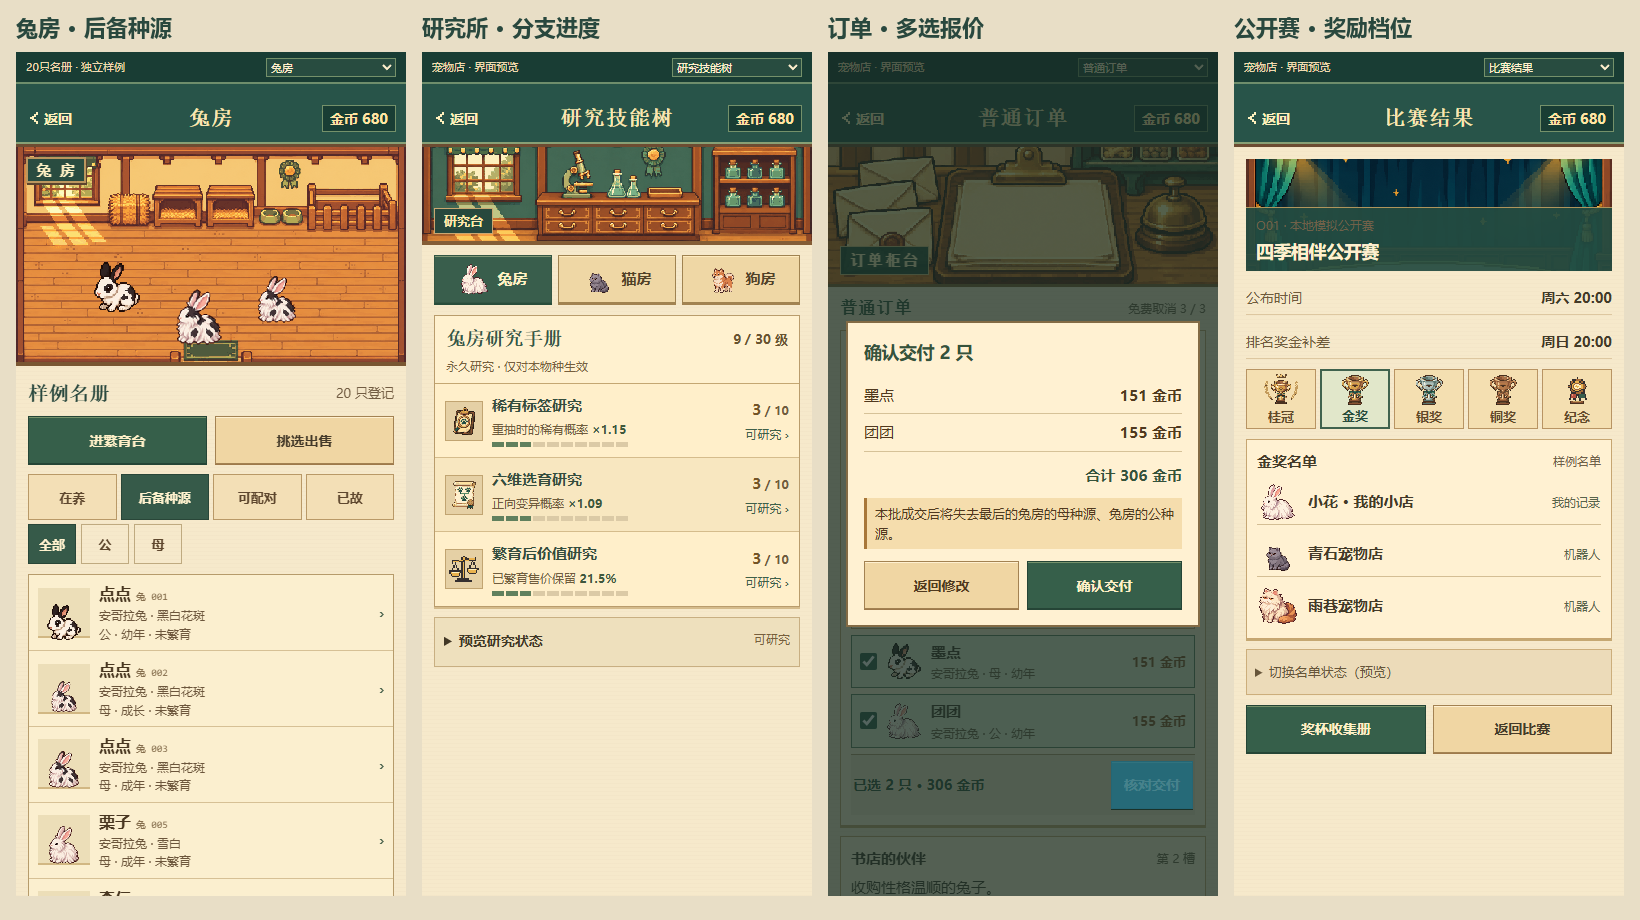 兔房 • 后备种源
20只名册 · 独立样例
兔房
返回
兔房
金币 680
兔 房
样例名册
20 只登记
进繁育台
挑选出售
在养
后备种源
可配对
已故
全部
公
母
点点 兔 001
安哥拉兔 · 黑白花斑
公 · 幼年 · 未繁育
点点 兔 002
安哥拉兔 · 黑白花斑
母 · 成长 · 未繁育
点点 兔 003
安哥拉兔 · 黑白花斑
母 · 成年 · 未繁育
栗子 兔 005
安哥拉兔 · 雪白
母 · 成年 · 未繁育
研究所 • 分支进度
宠物店 · 界面预览
研究技能树
返回
研究技能树
金币 680
研究台
兔房
猫房
狗房
兔房研究手册
9 / 30 级
永久研究 · 仅对本物种生效
稀有标签研究
3 / 10
重抽时的稀有概率 ×1.15
可研究 ›
六维选育研究
3 / 10
正向变异概率 ×1.09
可研究 ›
繁育后价值研究
3 / 10
已繁育售价保留 21.5%
可研究 ›
预览研究状态
可研究
订单 • 多选报价
宠物店 · 界面预览
普通订单
返回
普通订单
金币 680
订单柜台
普通订单
免费取消 3 / 3
确认交付 2 只
墨点
151 金币
团团
155 金币
合计 306 金币
本批成交后将失去最后的兔房的母种源、兔房的公种
源。
返回修改
确认交付
墨点
安哥拉兔 · 母 · 幼年
151 金币
团团
安哥拉兔 · 公 · 幼年
155 金币
已选 2 只 • 306 金币
核对交付
书店的伙伴
第 2 槽
收购性格温顺的兔子。
公开赛 • 奖励档位
宠物店 · 界面预览
比赛结果
返回
比赛结果
金币 680
O01 · 本地模拟公开赛
四季相伴公开赛
公布时间
周六 20:00
排名奖金补差
周日 20:00
桂冠
金奖
银奖
铜奖
纪念
金奖名单
样例名单
小花 • 我的小店
我的记录
青石宠物店
机器人
雨巷宠物店
机器人
切换名单状态（预览）
奖杯收集册
返回比赛